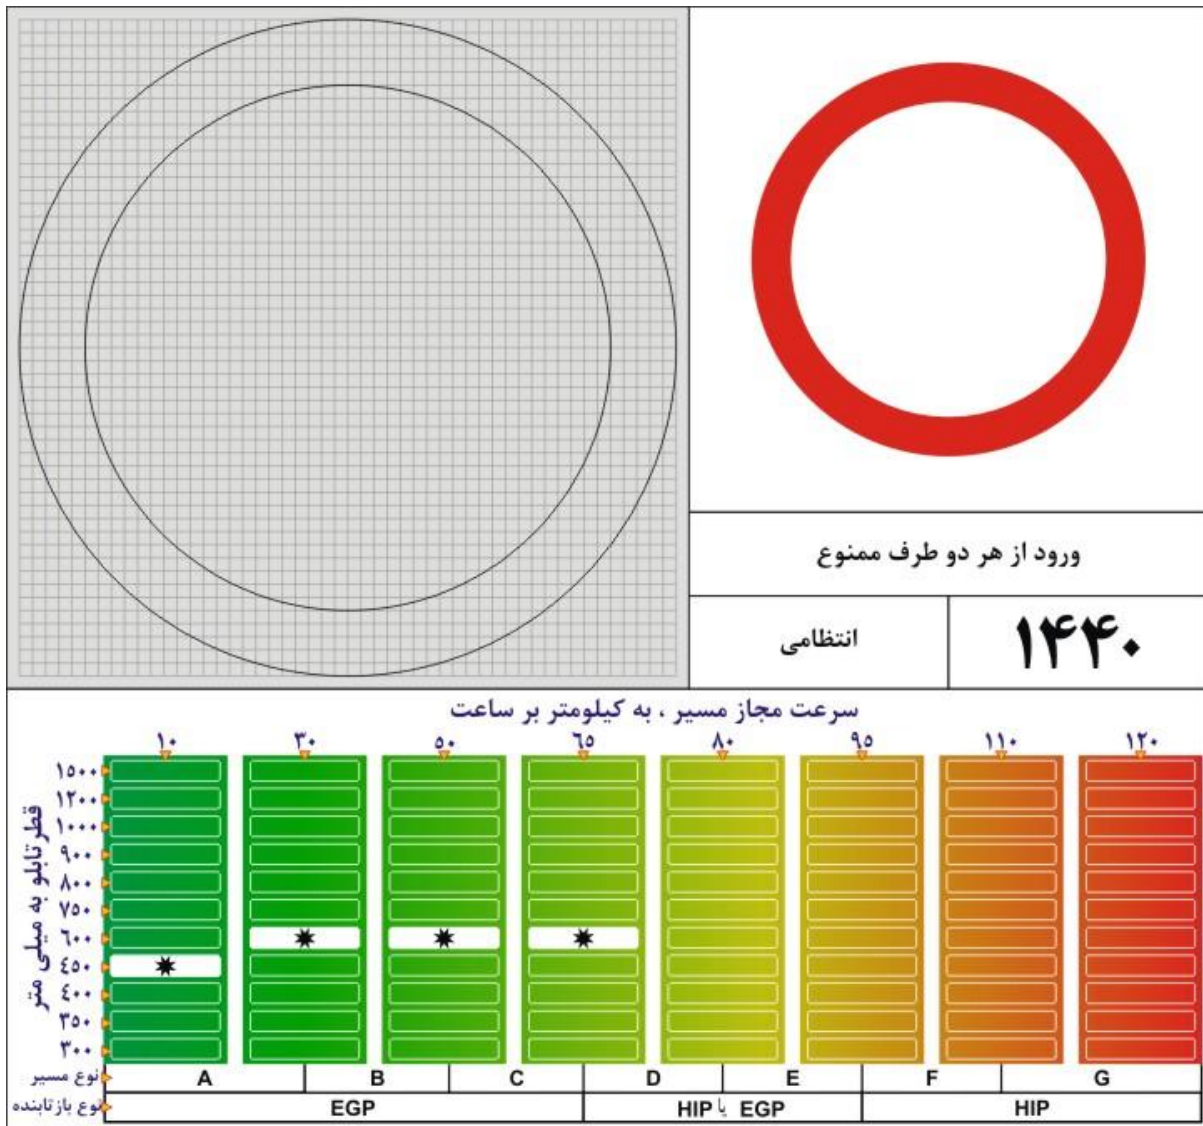 ورود از هر دو طرف ممنوع
۱۴۴۰
انتظامی
سرعت مجاز مسیر ، به کیلومتر بر ساعت
۱۰ ۳۰ ۵۰ ۶۵ ۸۰ ۹۵ ۱۱۰ ۱۲۰
قطر تابلو به میلی متر
۱۵۰۰
۱۲۰۰
۱۰۰۰
۹۰۰
۸۰۰
۷۵۰
۶۰۰
۴۵۰
۴۰۰
۳۵۰
۳۰۰
نوع مسیر A B C D E F G
نوع بازتابنده EGP HIP یا EGP HIP